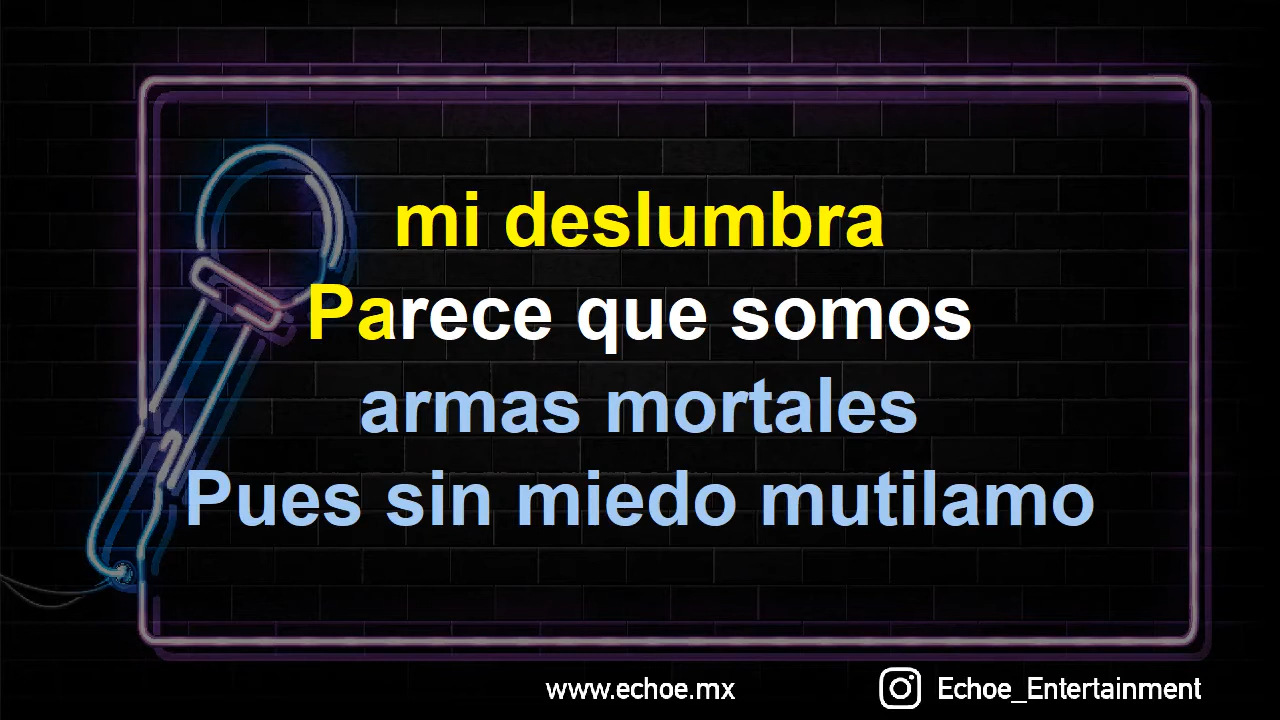 mi deslumbra
Parece que somos
armas mortales
Pues sin miedo mutilamo
www.echoe.mx
Echoe_Entertainment